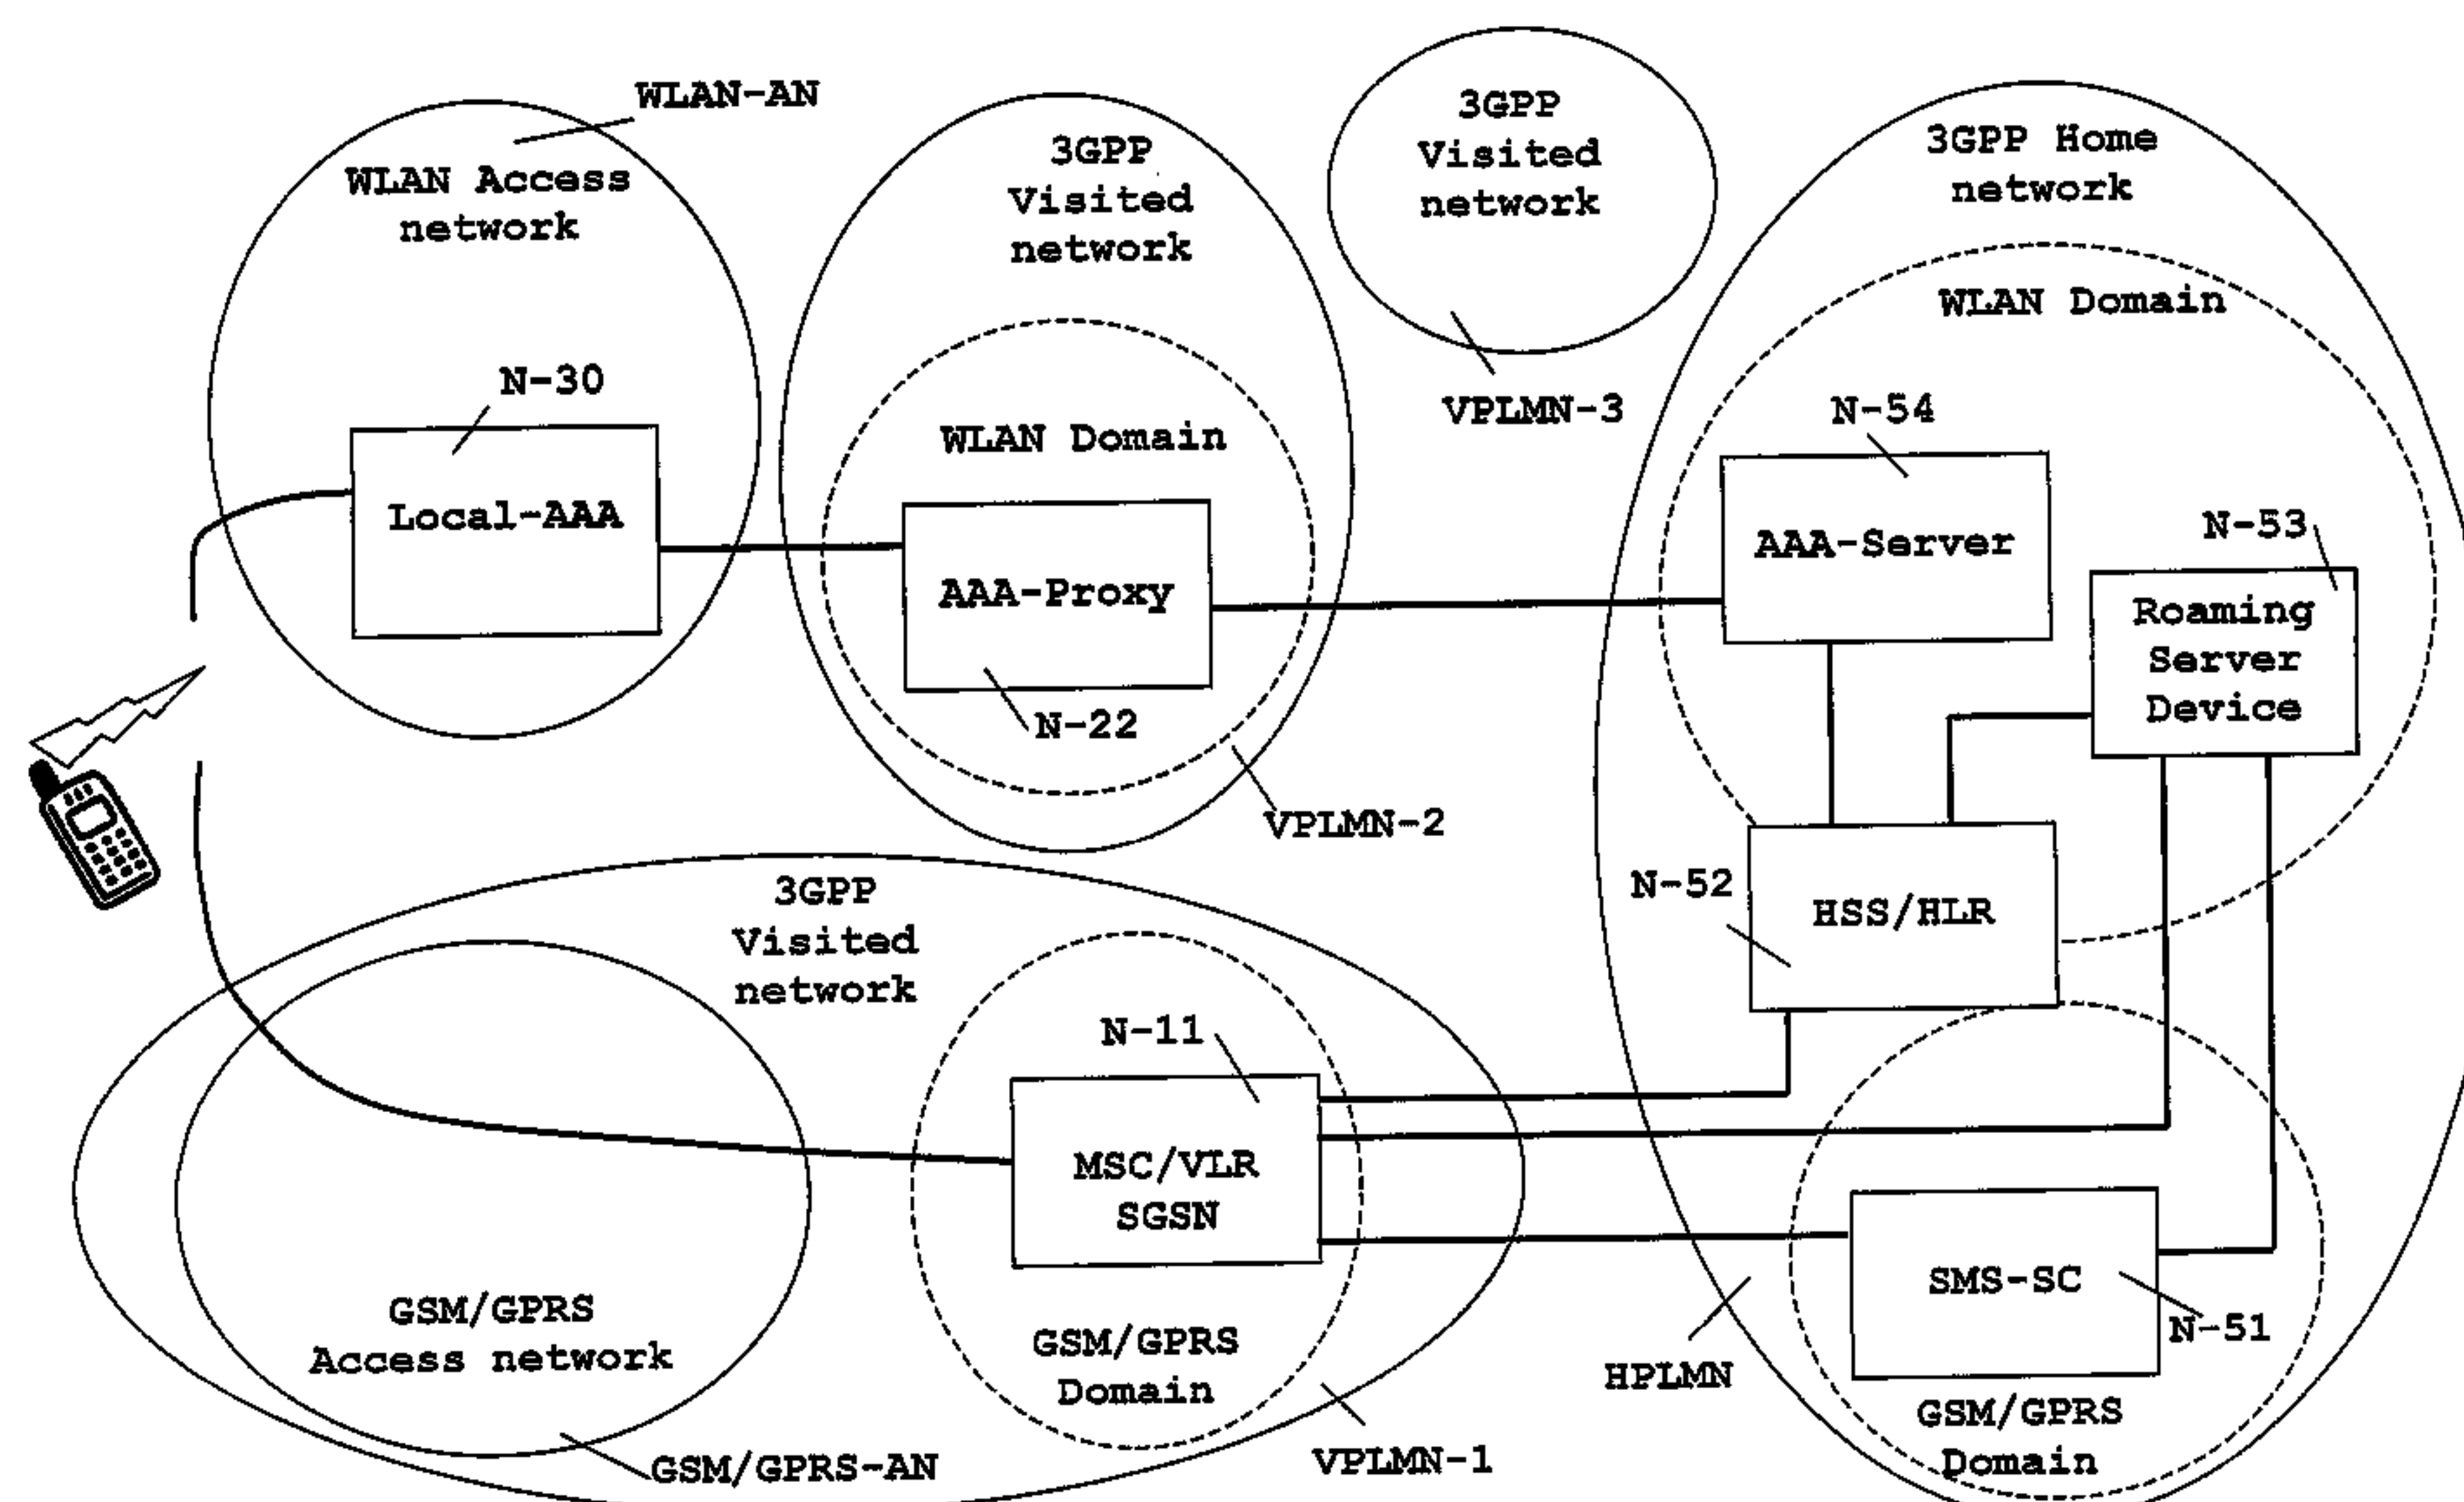 WLAN-AN
WLAN Access
network
N-30
Local-AAA
3GPP
Visited
network
WLAN Domain
AAA-Proxy
N-22
VPLMN-2
3GPP
Visited
network
VPLMN-3
3GPP Home
network
WLAN Domain
N-54
AAA-Server
N-53
Roaming
Server
Device
N-52
HSS/HLR
3GPP
Visited
network
N-11
MSC/VLR
SGSN
GSM/GPRS
Access network
GSM/GPRS-AN
GSM/GPRS
Domain
VPLMN-1
HPLMN
SMS-SC
N-51
GSM/GPRS
Domain